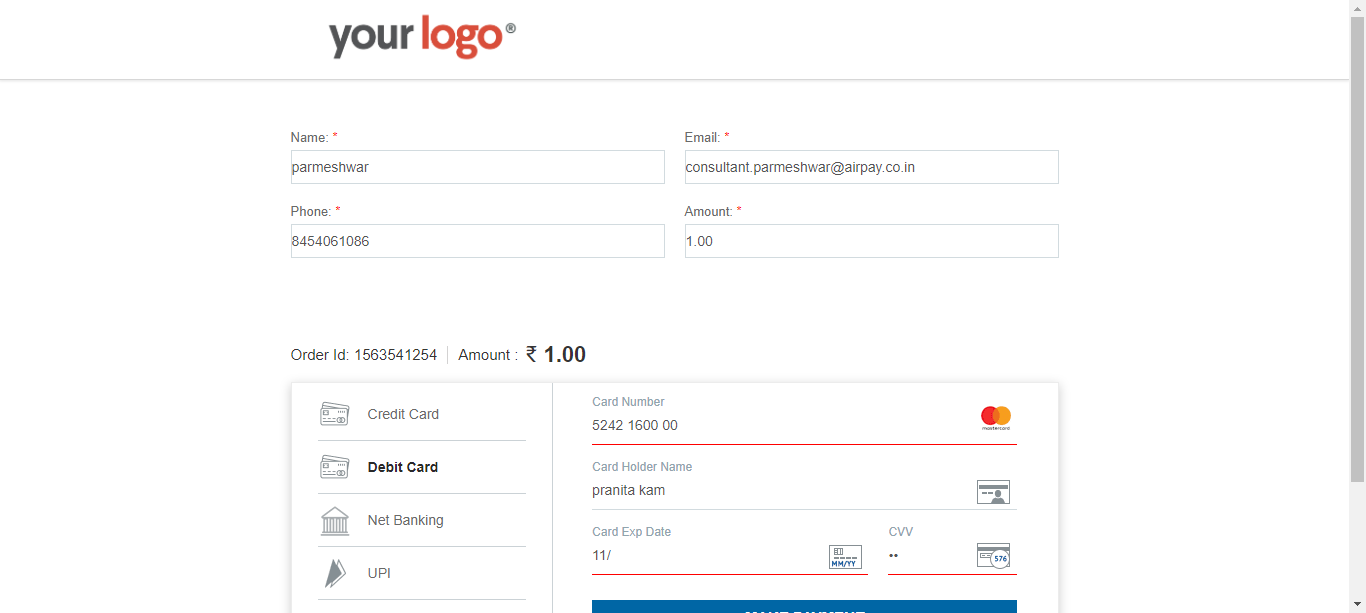 your logo®
Name: * Email: *
parmeshwar consultant.parmeshwar@airpay.co.in
Phone: * Amount: *
8454061086 1.00
Order Id: 1563541254 Amount : ₹ 1.00
Credit Card
Debit Card
Net Banking
UPI
Card Number
5242 1600 00
mastercard
Card Holder Name
pranita kam
Card Exp Date CVV
11/ MM/YY •• 576
MAKE PAYMENT